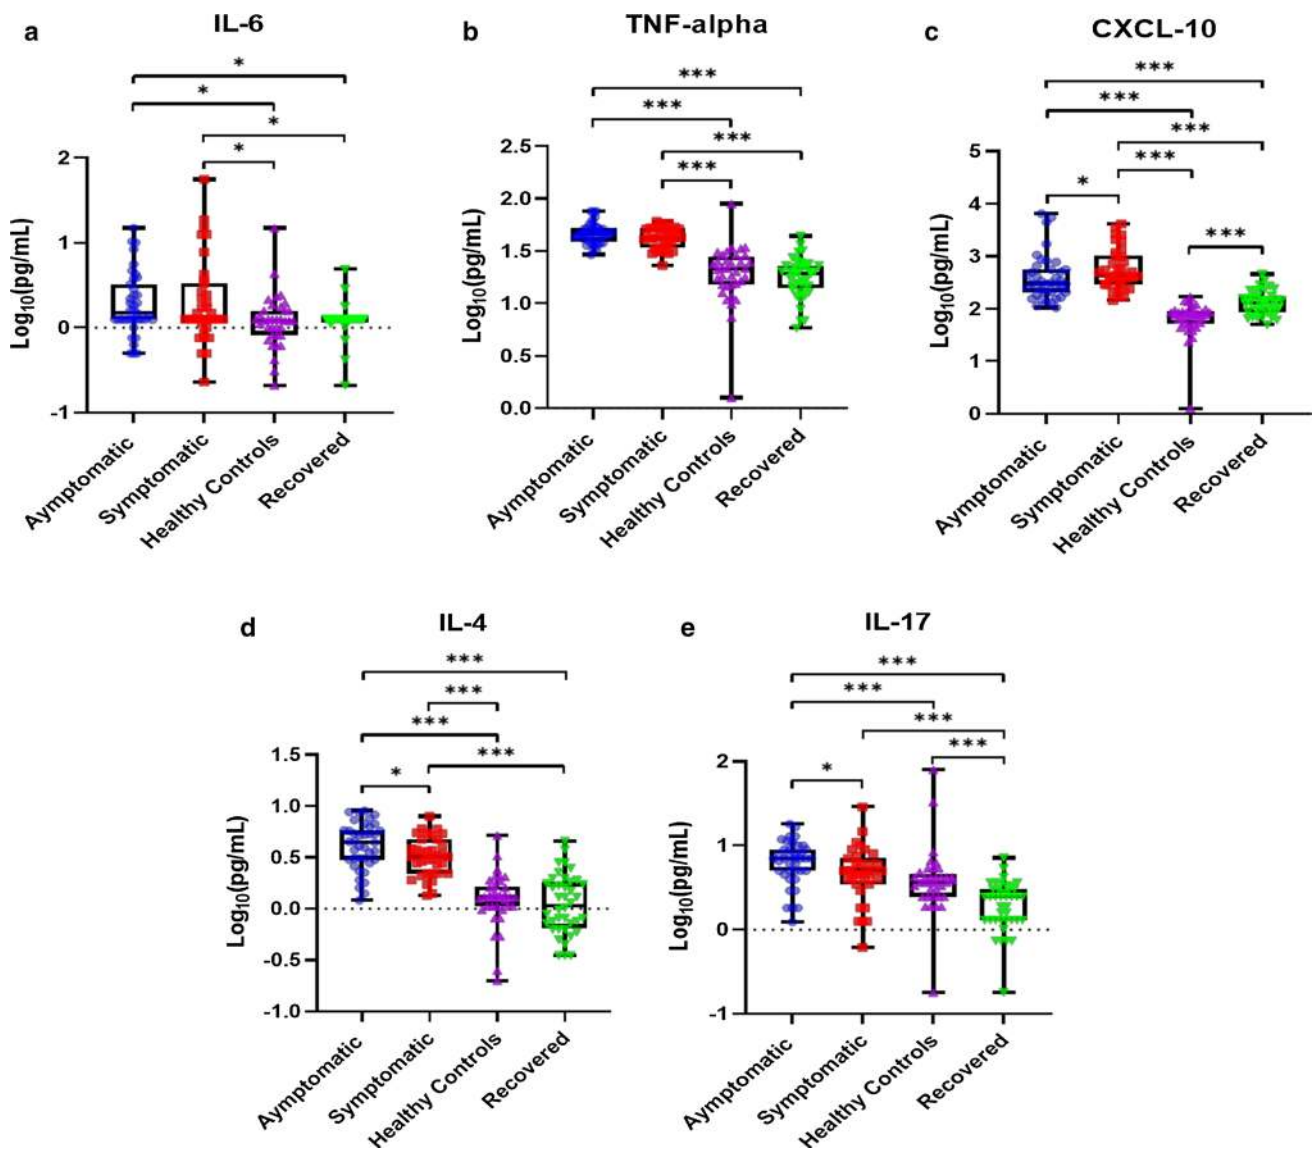 a
IL-6
*
*
*
*
Log10(pg/mL)
2
1
0
-1
Aymptomatic
Symptomatic
Healthy Controls
Recovered
b
TNF-alpha
***
***
***
***
Log10(pg/mL)
2.5
2.0
1.5
1.0
0.5
0.0
Aymptomatic
Symptomatic
Healthy Controls
Recovered
c
CXCL-10
***
***
***
***
*
***
Log10(pg/mL)
5
4
3
2
1
0
Aymptomatic
Symptomatic
Healthy Controls
Recovered
d
IL-4
***
***
***
***
*
Log10(pg/mL)
1.5
1.0
0.5
0.0
-0.5
-1.0
Aymptomatic
Symptomatic
Healthy Controls
Recovered
e
IL-17
***
***
***
***
*
Log10(pg/mL)
2
1
0
-1
Aymptomatic
Symptomatic
Healthy Controls
Recovered